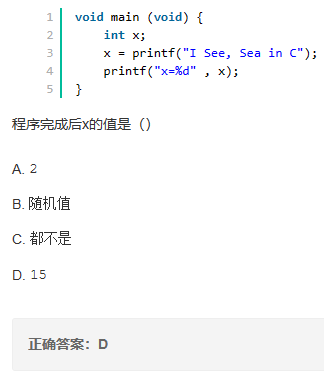 1 void main (void) {
2 int x;
3 x = printf("I See, Sea in C");
4 printf("x=%d" , x);
5 }
程序完成后x的值是（）
A. 2
B. 随机值
C. 都不是
D. 15
正确答案：D